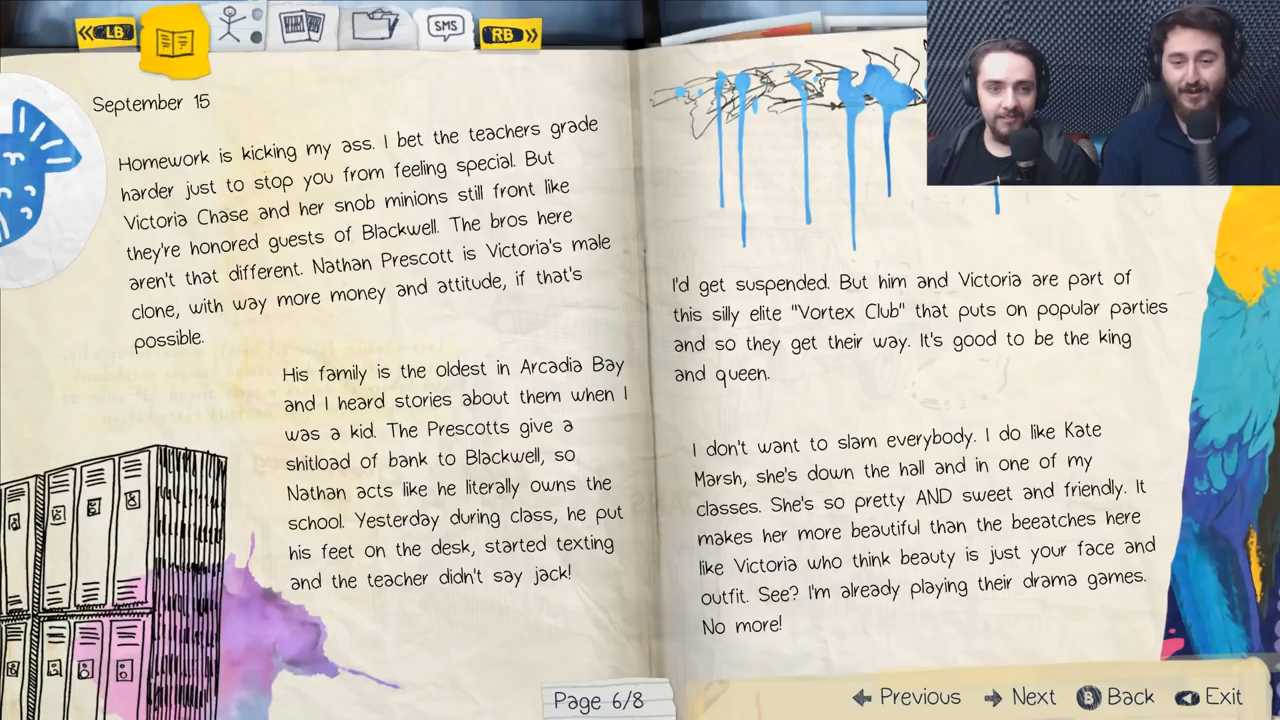 LB
SMS
RB
September 15
Homework is kicking my ass. I bet the teachers grade
harder just to stop you from feeling special. But
Victoria Chase and her snob minions still front like
they're honored guests of Blackwell. The bros here
aren't that different. Nathan Prescott is Victoria's male
clone, with way more money and attitude, if that's
possible.
His family is the oldest in Arcadia Bay
and I heard stories about them when I
was a kid. The Prescotts give a
shitload of bank to Blackwell, so
Nathan acts like he literally owns the
school. Yesterday during class, he put
his feet on the desk, started texting
and the teacher didn't say jack!
I'd get suspended. But him and Victoria are part of
this silly elite "Vortex Club" that puts on popular parties
and so they get their way. It's good to be the king
and queen.
I don't want to slam everybody. I do like Kate
Marsh, she's down the hall and in one of my
classes. She's so pretty AND sweet and friendly. It
makes her more beautiful than the beeatches here
like Victoria who think beauty is just your face and
outfit. See? I'm already playing their drama games.
No more!
Page 6/8
Previous
Next
B Back
Exit